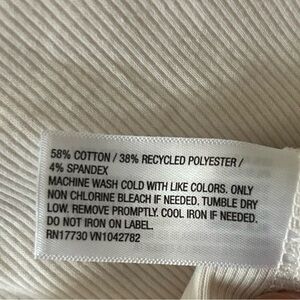 58% COTTON / 38% RECYCLED POLYESTER /
4% SPANDEX
MACHINE WASH COLD WITH LIKE COLORS. ONLY
NON CHLORINE BLEACH IF NEEDED. TUMBLE DRY
LOW. REMOVE PROMPTLY. COOL IRON IF NEEDED.
DO NOT IRON ON LABEL.
RN17730 VN1042782